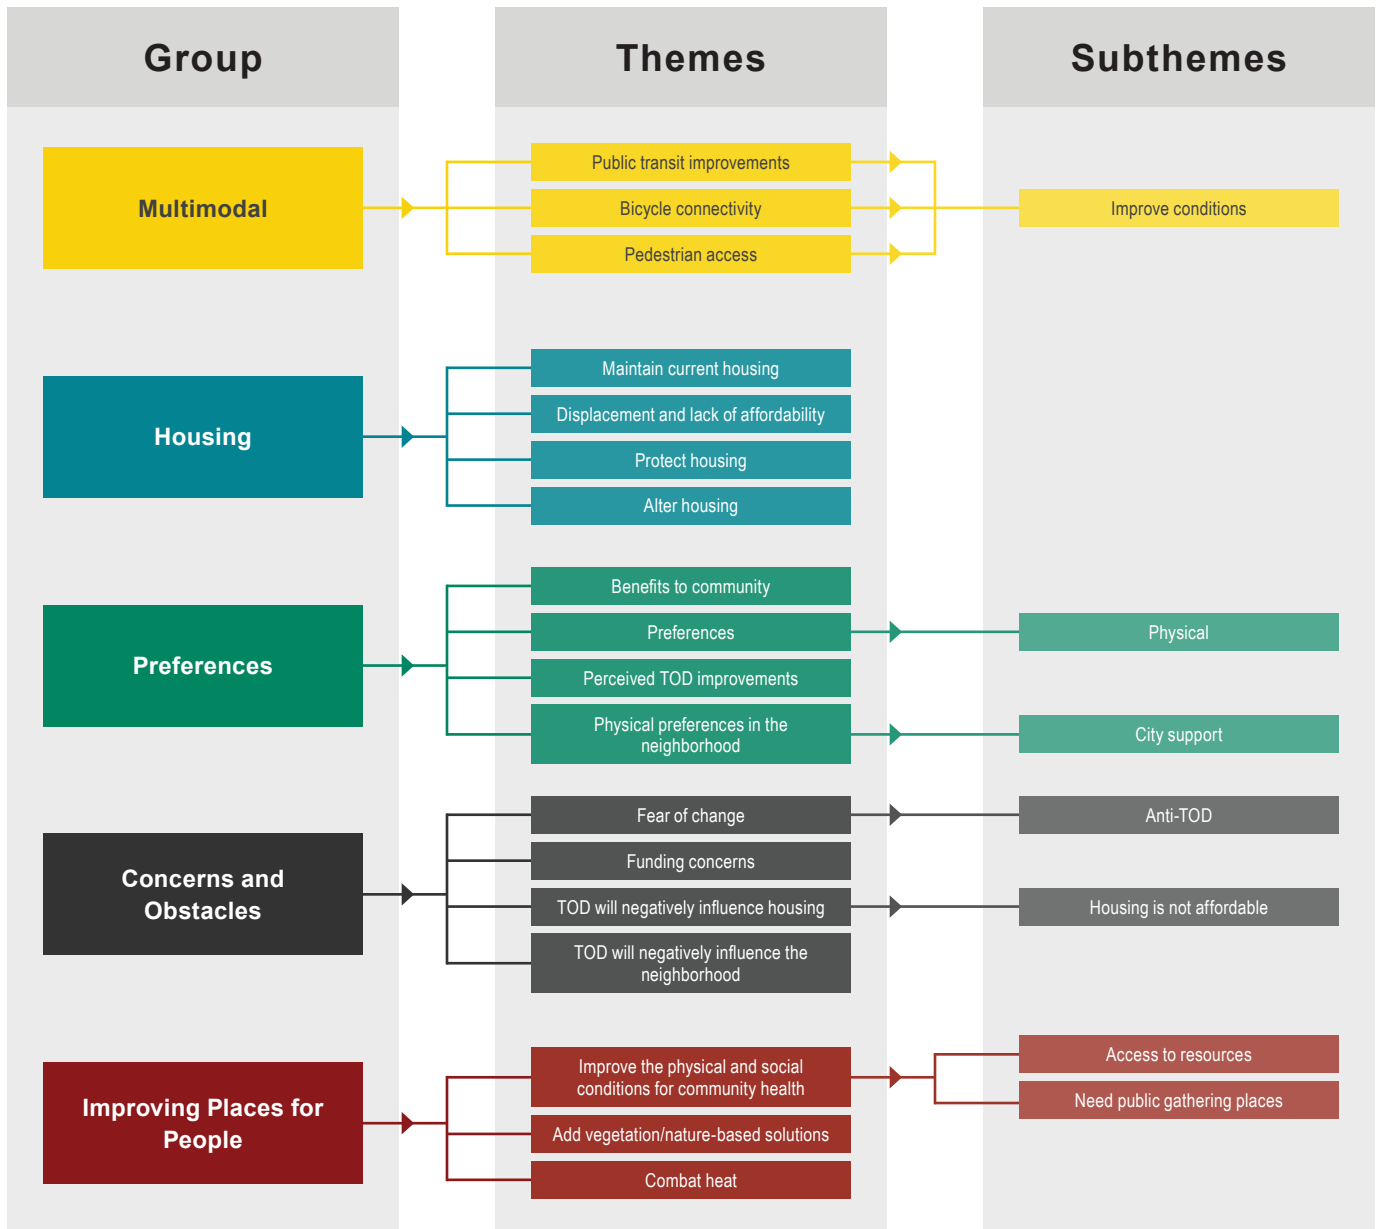 Group
Themes
Subthemes
Multimodal
Public transit improvements
Bicycle connectivity
Pedestrian access
Improve conditions
Housing
Maintain current housing
Displacement and lack of affordability
Protect housing
Alter housing
Preferences
Benefits to community
Preferences
Perceived TOD improvements
Physical preferences in the
neighborhood
Physical
City support
Concerns and
Obstacles
Fear of change
Funding concerns
TOD will negatively influence housing
TOD will negatively influence the
neighborhood
Anti-TOD
Housing is not affordable
Improving Places for
People
Improve the physical and social
conditions for community health
Add vegetation/nature-based solutions
Combat heat
Access to resources
Need public gathering places